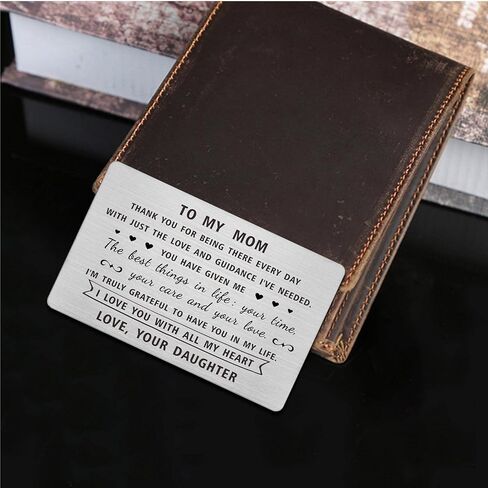 TO MY MOM
THANK YOU FOR BEING THERE EVERY DAY
WITH JUST THE LOVE AND GUIDANCE I'VE NEEDED.
YOU HAVE GIVEN ME
The best things in life: your time,
your care and your love.
I'M TRULY GRATEFUL TO HAVE YOU IN MY LIFE.
I LOVE YOU WITH ALL MY HEART
LOVE, YOUR DAUGHTER